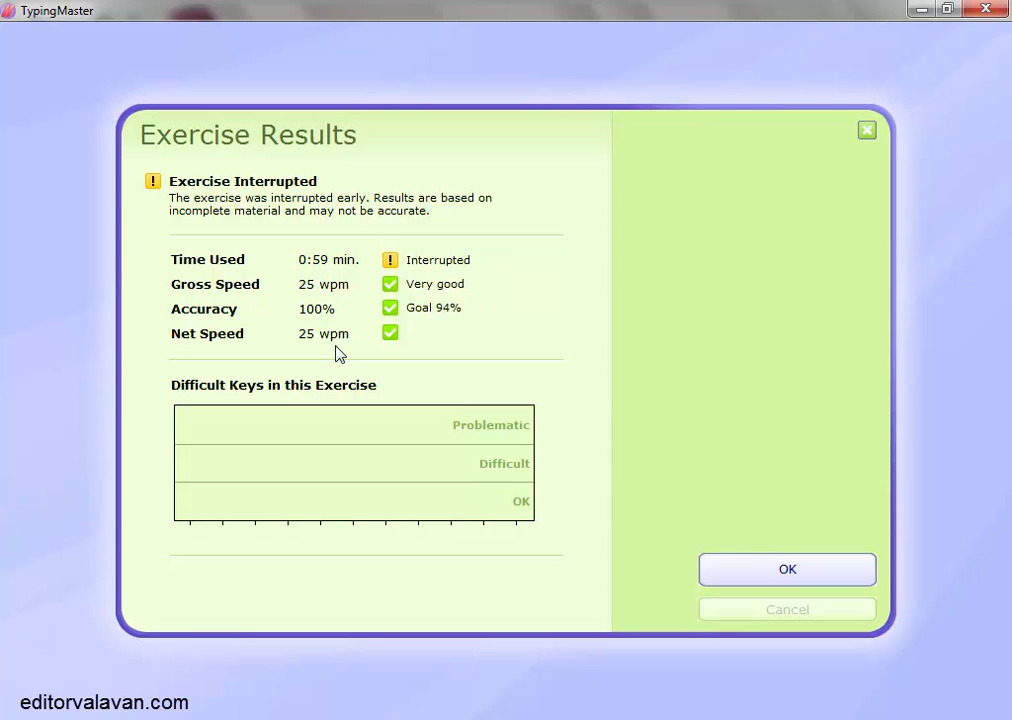 TypingMaster
Exercise Results
! Exercise Interrupted
The exercise was interrupted early. Results are based on
incomplete material and may not be accurate.
Time Used 0:59 min. ! Interrupted
Gross Speed 25 wpm Very good
Accuracy 100% Goal 94%
Net Speed 25 wpm
Difficult Keys in this Exercise
Problematic
Difficult
OK
OK
Cancel
editorvalavan.com